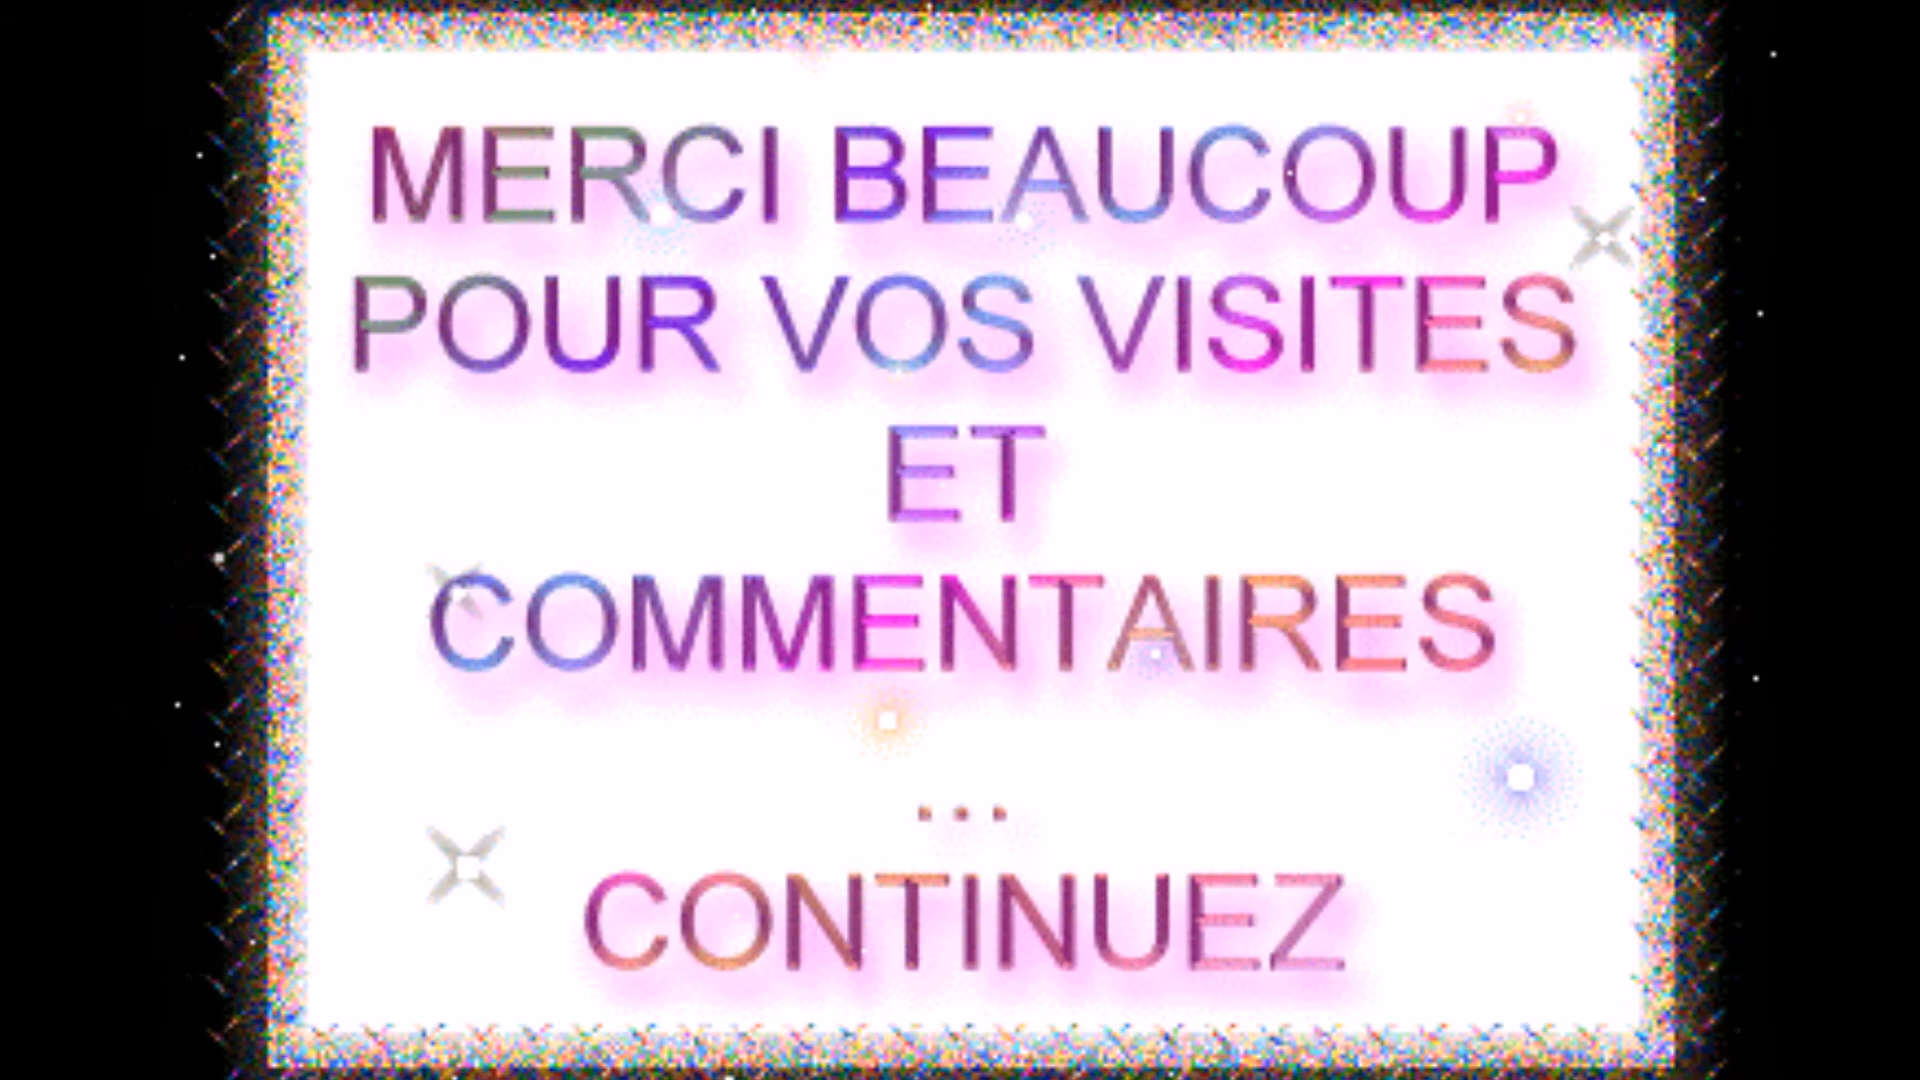 MERCI BEAUCOUP
POUR VOS VISITES
ET
COMMENTAIRES
...
CONTINUEZ